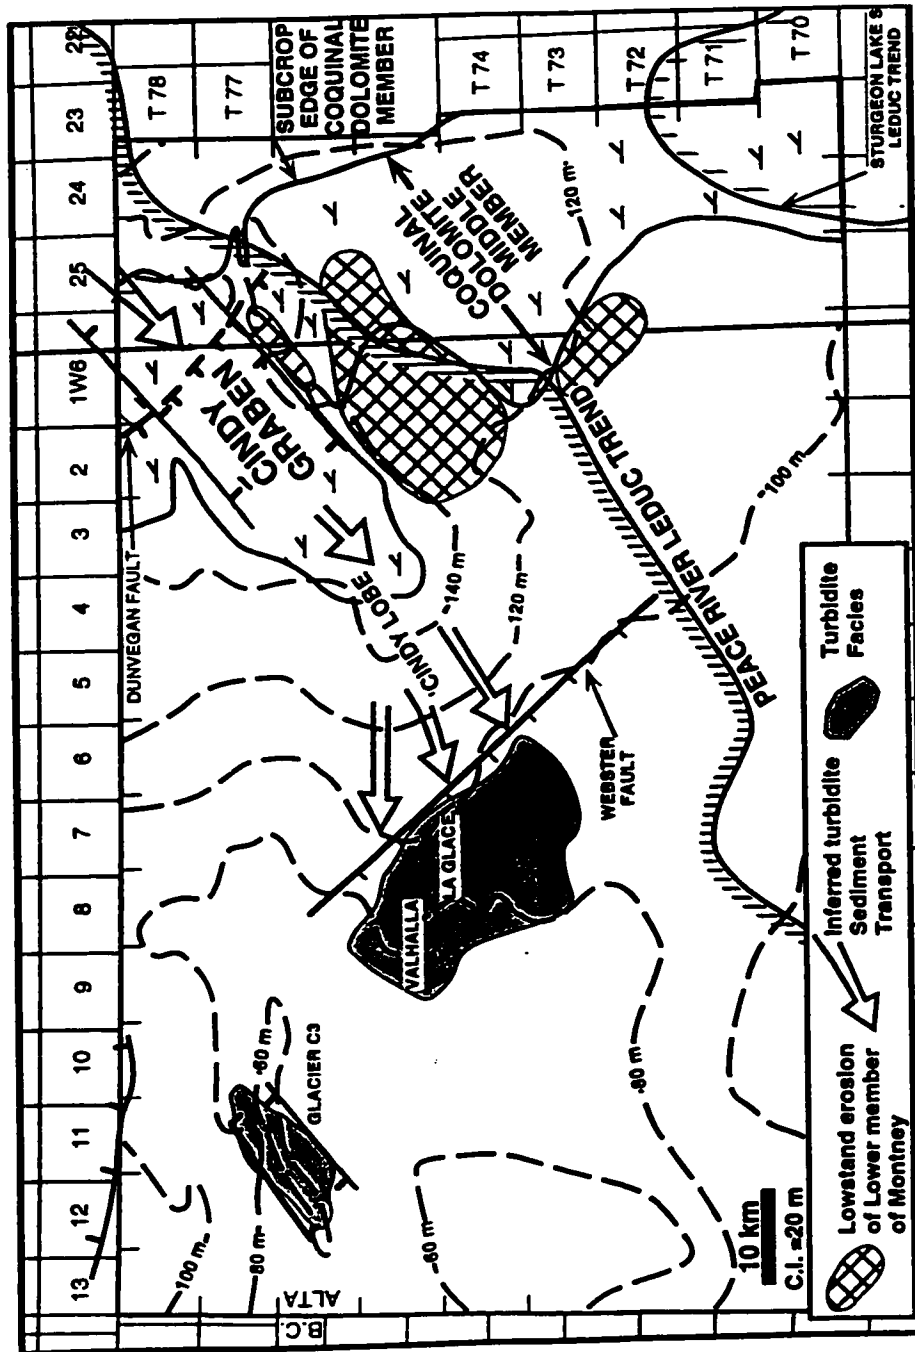 B.C.
ALTA
13
12
11
10
9
8
7
6
5
4
3
2
1W6
25
24
23
22
T 78
T 77
T 74
T 73
T 72
T 71
T 70
SUBCROP
EDGE OF
COQUINAL
DOLOMITE
MEMBER
STURGEON LAKE S
LEDUC TREND
COQUINAL
DOLOMITE
MIDDLE
MEMBER
CINDY
GRABEN
DUNVEGAN FAULT
'CINDY LOBE
PEACE RIVER LEDUC TREND
WEBSTER
FAULT
VALHALLA
LA GLACE
GLACIER C3
100 m
80 m
60 m
60 m
80 m
140 m
120 m
120 m
100 m
10 km
C.I. =20 m
Lowstand erosion
of Lower member
of Montney
Inferred turbidite
Sediment
Transport
Turbidite
Facies